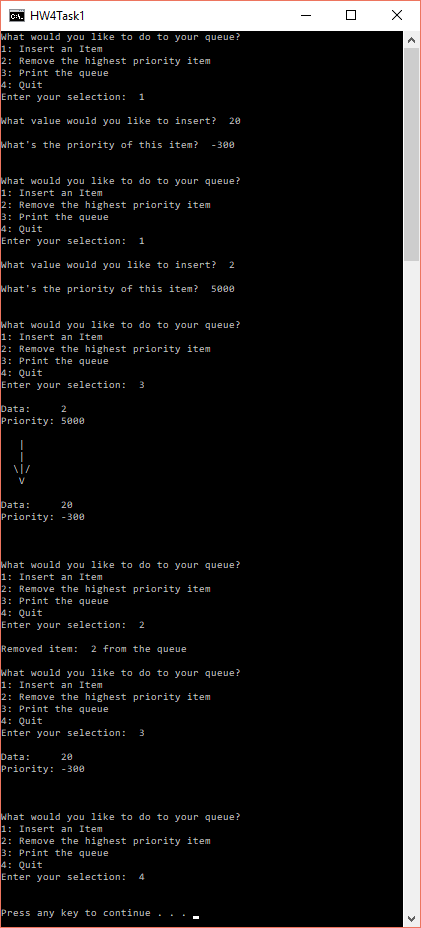 HW4Task1
What would you like to do to your queue?
1: Insert an Item
2: Remove the highest priority item
3: Print the queue
4: Quit
Enter your selection:  1
What value would you like to insert?  20
What's the priority of this item?  -300
What would you like to do to your queue?
1: Insert an Item
2: Remove the highest priority item
3: Print the queue
4: Quit
Enter your selection:  1
What value would you like to insert?  2
What's the priority of this item?  5000
What would you like to do to your queue?
1: Insert an Item
2: Remove the highest priority item
3: Print the queue
4: Quit
Enter your selection:  3
Data:     2
Priority: 5000
   |
   |
  \|/
   V
Data:     20
Priority: -300
What would you like to do to your queue?
1: Insert an Item
2: Remove the highest priority item
3: Print the queue
4: Quit
Enter your selection:  2
Removed item:  2 from the queue
What would you like to do to your queue?
1: Insert an Item
2: Remove the highest priority item
3: Print the queue
4: Quit
Enter your selection:  3
Data:     20
Priority: -300
What would you like to do to your queue?
1: Insert an Item
2: Remove the highest priority item
3: Print the queue
4: Quit
Enter your selection:  4
Press any key to continue . . .